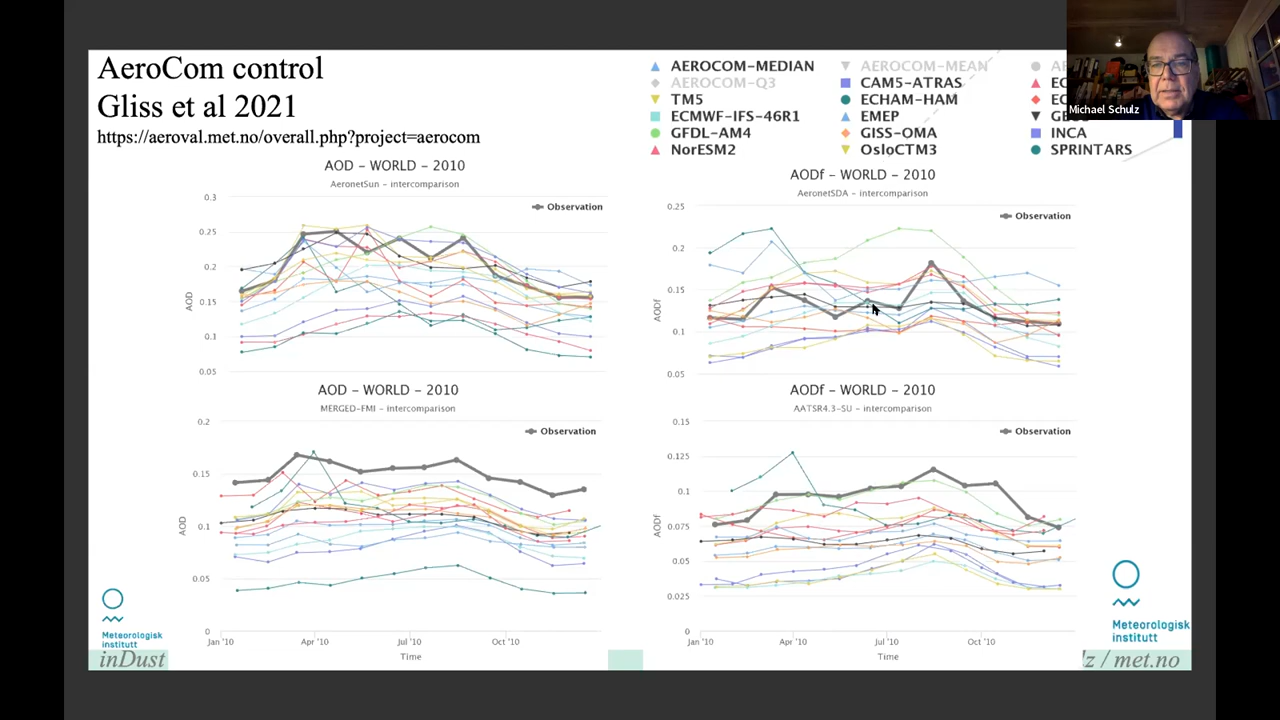 AeroCom control
Gliss et al 2021
https://aeroval.met.no/overall.php?project=aerocom
AEROCOM-MEDIAN
AEROCOM-MEAN
AE
AEROCOM-Q3
CAM5-ATRAS
EC
TM5
ECHAM-HAM
EC
ECMWF-IFS-46R1
EMEP
GFDL-AM4
GISS-OMA
INCA
NorESM2
OsloCTM3
SPRINTARS
Michael Schulz
AOD – WORLD – 2010
AeronetSun – intercomparison
Observation
0.3
0.25
0.2
0.15
0.1
0.05
AOD
AODf – WORLD – 2010
AeronetSDA – intercomparison
Observation
0.25
0.2
0.15
0.1
0.05
AODf
AOD – WORLD – 2010
MERGED-FMI – intercomparison
Observation
0.2
0.15
0.1
0.05
0
AOD
Jan '10
Apr '10
Jul '10
Oct '10
Time
AODf – WORLD – 2010
AATSR4.3-SU – intercomparison
Observation
0.15
0.125
0.1
0.075
0.05
0.025
0
AODf
Jan '10
Apr '10
Jul '10
Oct '10
Time
Meteorologisk
institutt
inDust
Meteorologisk
institutt
lz / met.no